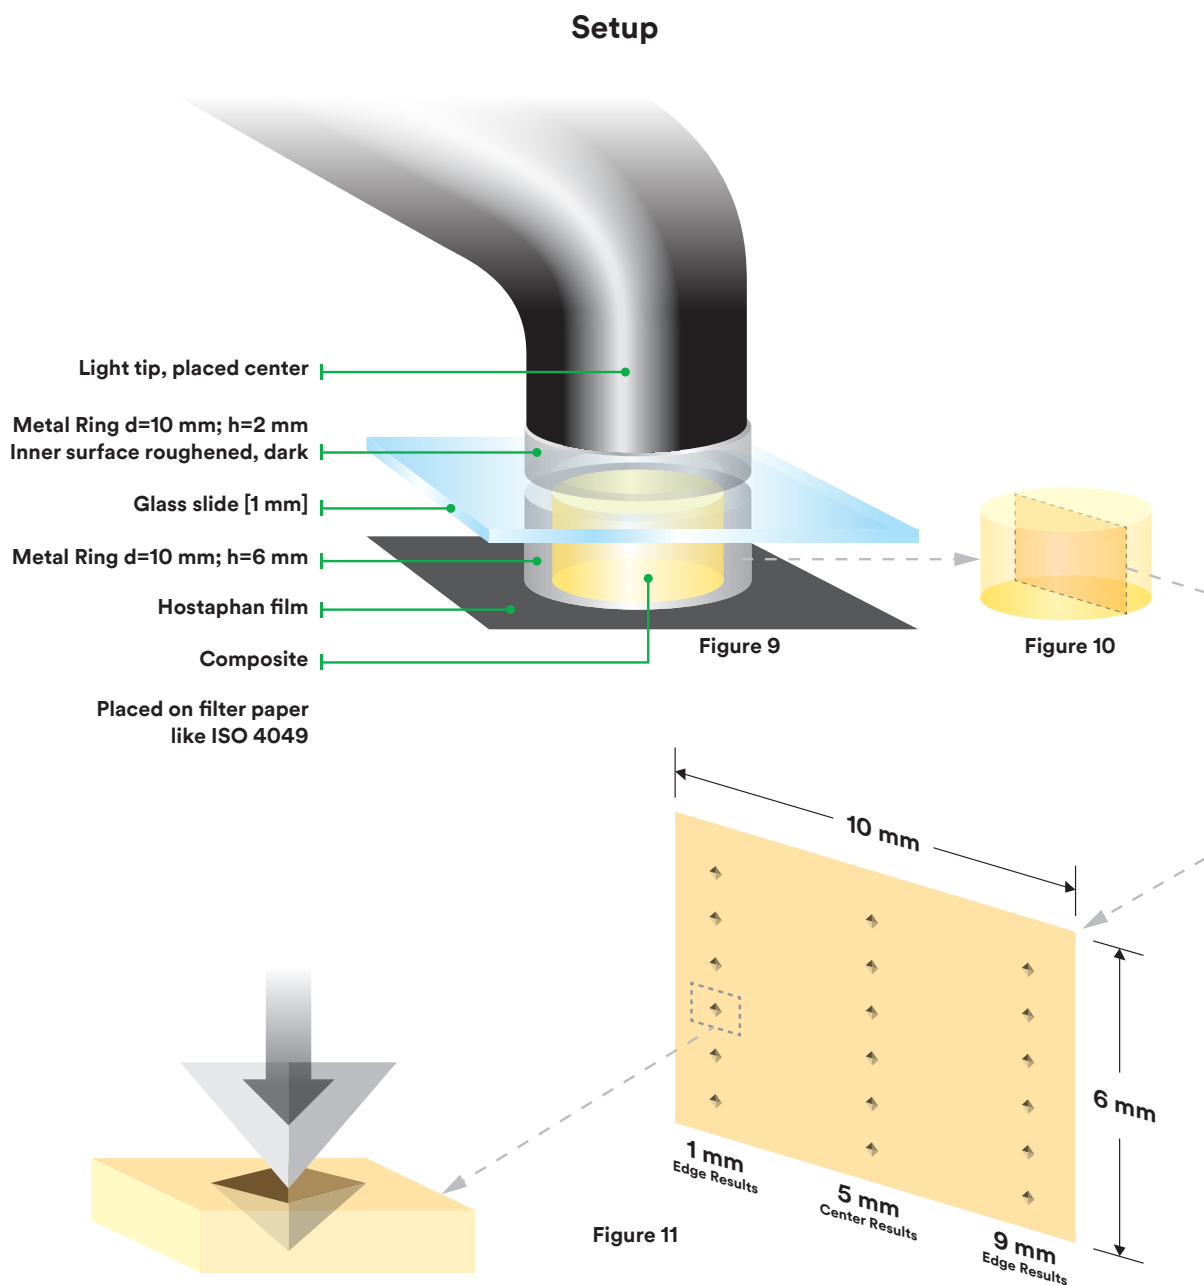 Setup
Light tip, placed center
Metal Ring d=10 mm; h=2 mm
Inner surface roughened, dark
Glass slide [1 mm]
Metal Ring d=10 mm; h=6 mm
Hostaphan film
Composite
Placed on filter paper
like ISO 4049
Figure 9
Figure 10
10 mm
6 mm
1 mm
Edge Results
5 mm
Center Results
9 mm
Edge Results
Figure 11